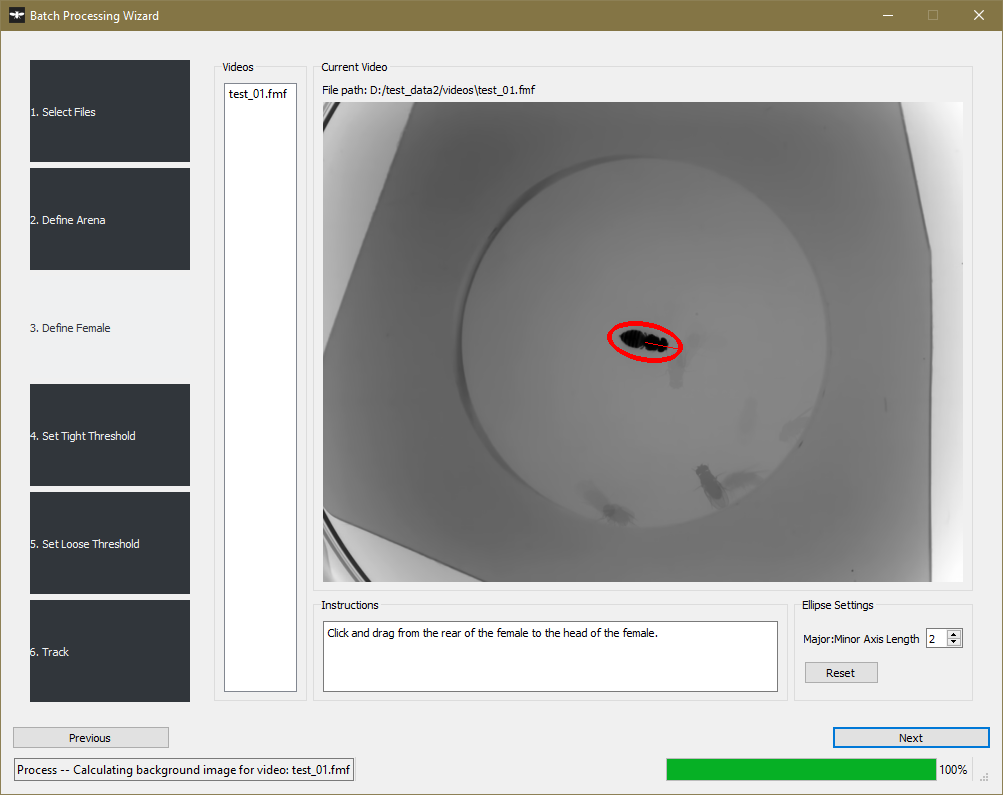 Batch Processing Wizard
1. Select Files
2. Define Arena
3. Define Female
4. Set Tight Threshold
5. Set Loose Threshold
6. Track
Videos
test_01.fmf
Current Video
File path: D:/test_data2/videos\test_01.fmf
Instructions
Click and drag from the rear of the female to the head of the female.
Ellipse Settings
Major:Minor Axis Length 2
Reset
Previous
Next
Process -- Calculating background image for video: test_01.fmf
100%